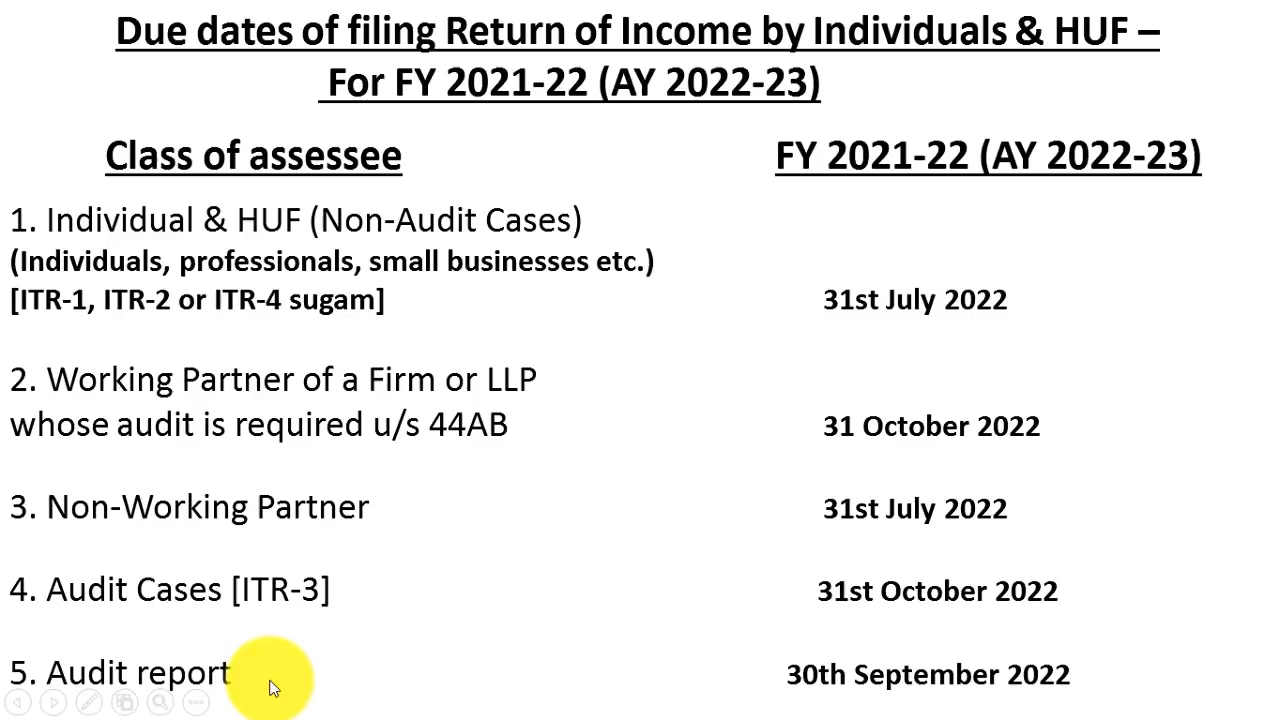 Due dates of filing Return of Income by Individuals & HUF –
For FY 2021-22 (AY 2022-23)
Class of assessee FY 2021-22 (AY 2022-23)
1. Individual & HUF (Non-Audit Cases)
(Individuals, professionals, small businesses etc.)
[ITR-1, ITR-2 or ITR-4 sugam] 31st July 2022
2. Working Partner of a Firm or LLP
whose audit is required u/s 44AB 31 October 2022
3. Non-Working Partner 31st July 2022
4. Audit Cases [ITR-3] 31st October 2022
5. Audit report 30th September 2022